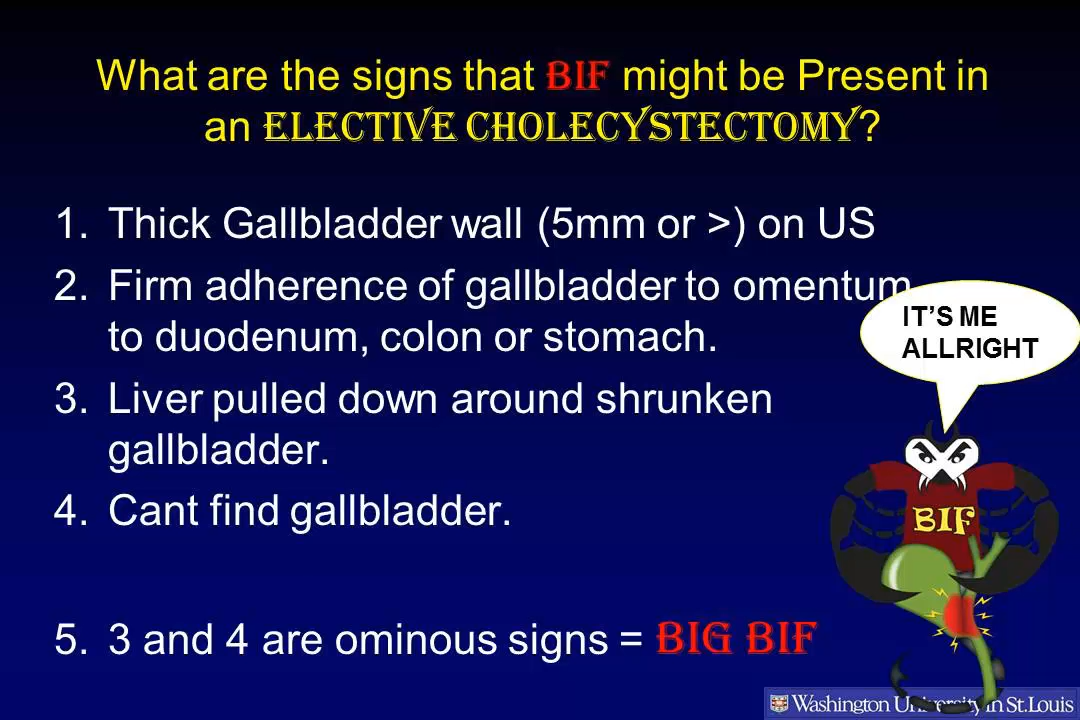 What are the signs that BIF might be Present in
an ELECTIVE CHOLECYSTECTOMY?
1. Thick Gallbladder wall (5mm or >) on US
2. Firm adherence of gallbladder to omentum
to duodenum, colon or stomach.
IT'S ME
ALLRIGHT
3. Liver pulled down around shrunken
gallbladder.
4. Cant find gallbladder.
BIF
5. 3 and 4 are ominous signs = BIG BIF
Washington University in St.Louis